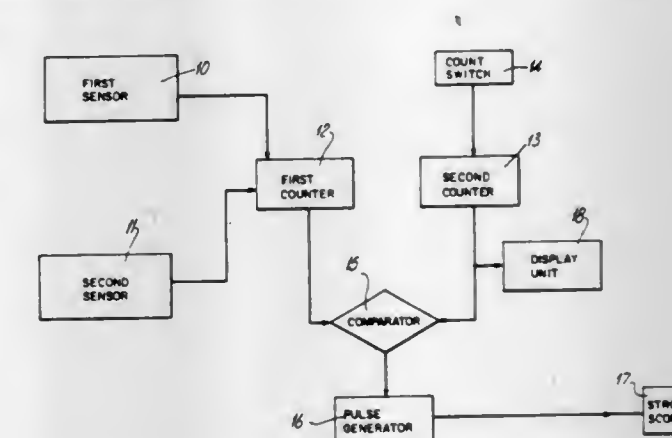 10
FIRST
SENSOR
COUNT
SWITCH
14
12
FIRST
COUNTER
13
SECOND
COUNTER
11
SECOND
SENSOR
18
DISPLAY
UNIT
15
COMPARATOR
16
PULSE
GENERATOR
17